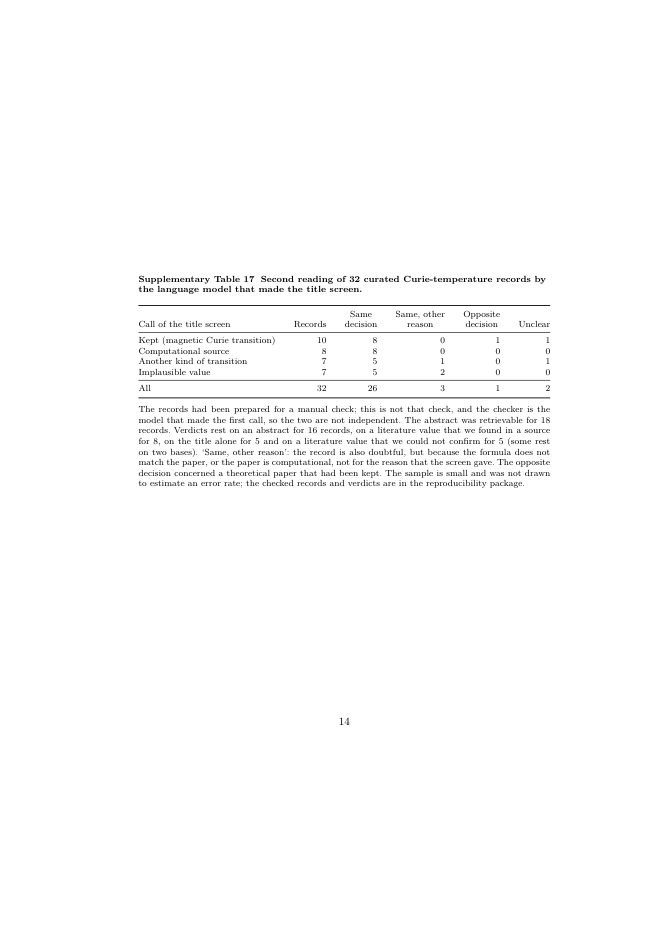 Supplementary Table 17 Second reading of 32 curated Curie-temperature records by
the language model that made the title screen.
Same Same, other Opposite
Call of the title screen Records decision reason decision Unclear
Kept (magnetic Curie transition) 10 8 0 1 1
Computational source 8 8 0 0 0
Another kind of transition 7 5 1 0 1
Implausible value 7 5 2 0 0
All 32 26 3 1 2
The records had been prepared for a manual check; this is not that check, and the checker is the
model that made the first call, so the two are not independent. The abstract was retrievable for 18
records. Verdicts rest on an abstract for 16 records, on a literature value that we found in a source
for 8, on the title alone for 5 and on a literature value that we could not confirm for 5 (some rest
on two bases). ‘Same, other reason’: the record is also doubtful, but because the formula does not
match the paper, or the paper is computational, not for the reason that the screen gave. The opposite
decision concerned a theoretical paper that had been kept. The sample is small and was not drawn
to estimate an error rate; the checked records and verdicts are in the reproducibility package.
14